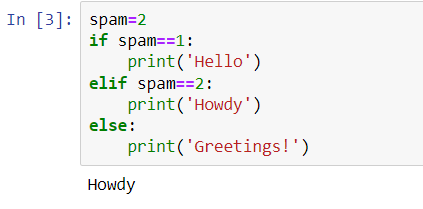 In [3]: spam=2
if spam==1:
    print('Hello')
elif spam==2:
    print('Howdy')
else:
    print('Greetings!')
Howdy